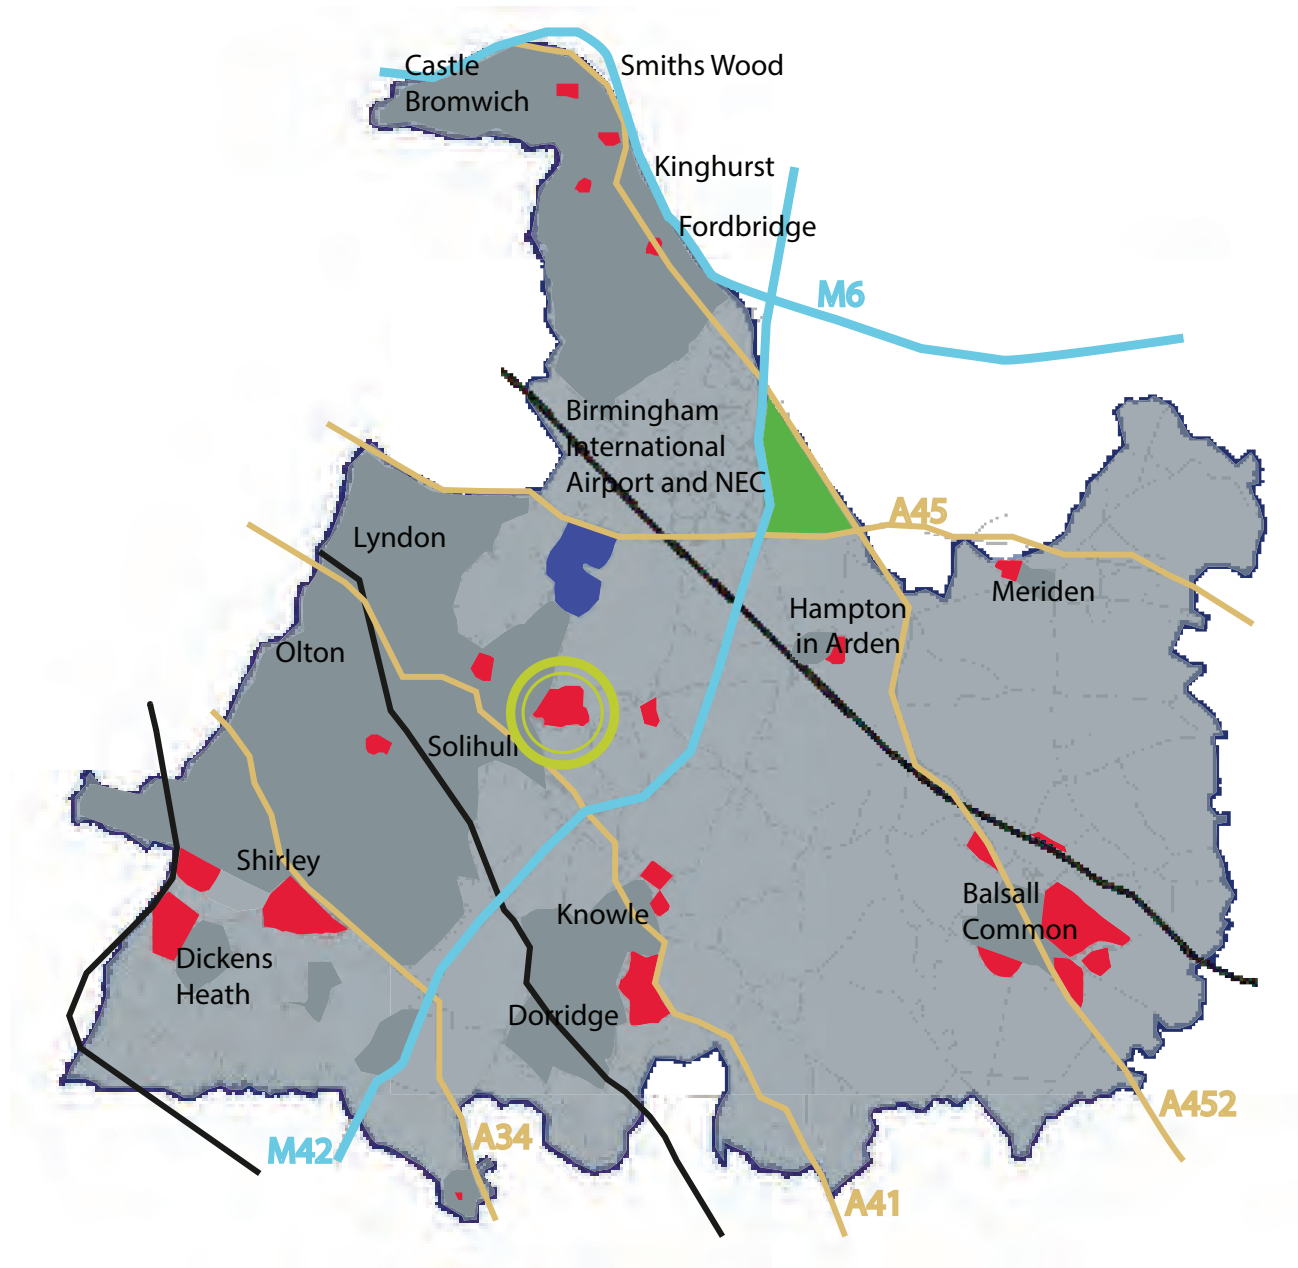 Castle
Bromwich
Smiths Wood
Kinghurst
Fordbridge
M6
Birmingham
International
Airport and NEC
A45
Lyndon
Meriden
Hampton
in Arden
Olton
Solihull
Shirley
Balsall
Common
Knowle
Dickens
Heath
Dorridge
A452
A34
M42
A41